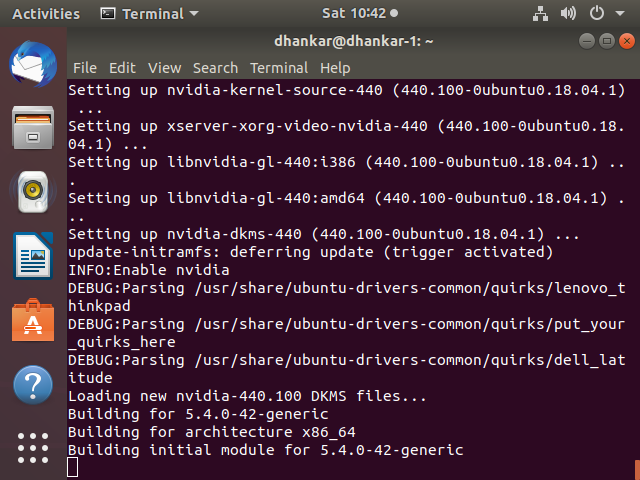 Activities Terminal Sat 10:42
dhankar@dhankar-1: ~
File Edit View Search Terminal Help
Setting up nvidia-kernel-source-440 (440.100-0ubuntu0.18.04.1)
 ...
Setting up xserver-xorg-video-nvidia-440 (440.100-0ubuntu0.18.
04.1) ...
Setting up libnvidia-gl-440:i386 (440.100-0ubuntu0.18.04.1) ..
.
Setting up libnvidia-gl-440:amd64 (440.100-0ubuntu0.18.04.1) .
..
Setting up nvidia-dkms-440 (440.100-0ubuntu0.18.04.1) ...
update-initramfs: deferring update (trigger activated)
INFO:Enable nvidia
DEBUG:Parsing /usr/share/ubuntu-drivers-common/quirks/lenovo_t
hinkpad
DEBUG:Parsing /usr/share/ubuntu-drivers-common/quirks/put_your
_quirks_here
DEBUG:Parsing /usr/share/ubuntu-drivers-common/quirks/dell_lat
itude
Loading new nvidia-440.100 DKMS files...
Building for 5.4.0-42-generic
Building for architecture x86_64
Building initial module for 5.4.0-42-generic